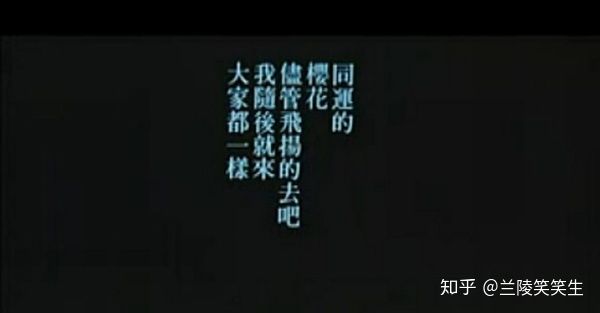 同運的
櫻花
儘管飛揚的去吧
我隨後就來
大家都一樣
知乎 @兰陵笑笑生